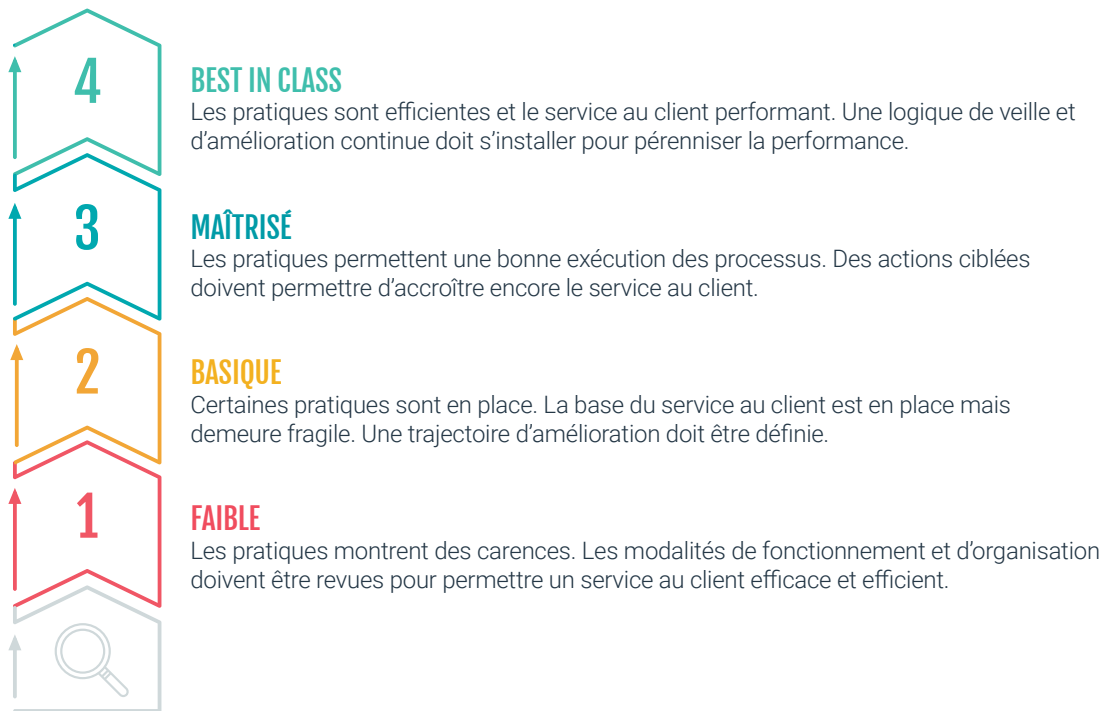 4
BEST IN CLASS
Les pratiques sont efficientes et le service au client performant. Une logique de veille et
d’amélioration continue doit s’installer pour pérenniser la performance.
3
MAÎTRISÉ
Les pratiques permettent une bonne exécution des processus. Des actions ciblées
doivent permettre d’accroître encore le service au client.
2
BASIQUE
Certaines pratiques sont en place. La base du service au client est en place mais
demeure fragile. Une trajectoire d’amélioration doit être définie.
1
FAIBLE
Les pratiques montrent des carences. Les modalités de fonctionnement et d’organisation
doivent être revues pour permettre un service au client efficace et efficient.